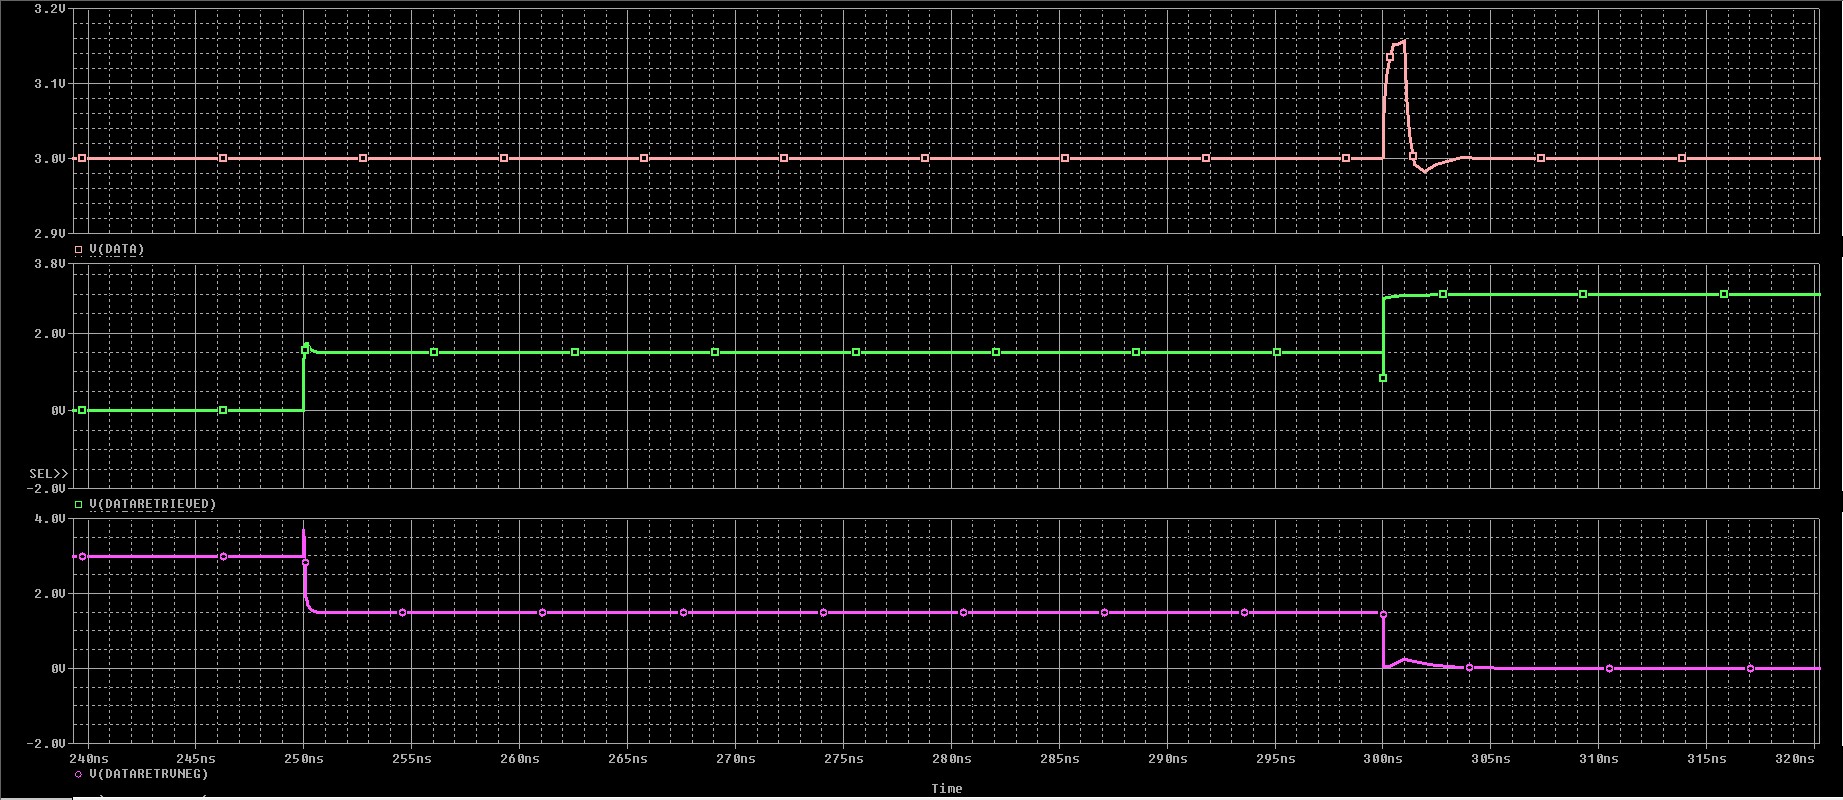 3.2V
3.1V
3.0V
2.9V
V(DATA)
3.8V
2.0V
0V
SEL>>
-2.0V
V(DATARETRIEVED)
4.0V
2.0V
0V
-2.0V
240ns 245ns 250ns 255ns 260ns 265ns 270ns 275ns 280ns 285ns 290ns 295ns 300ns 305ns 310ns 315ns 320ns
V(DATARETRVNEG)
Time